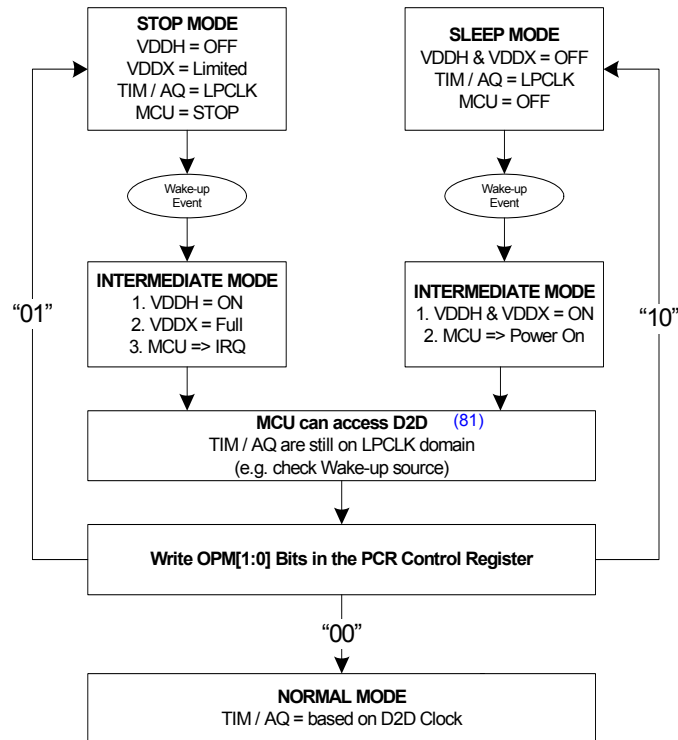 STOP MODE
VDDH = OFF
VDDX = Limited
TIM / AQ = LPCLK
MCU = STOP
SLEEP MODE
VDDH & VDDX = OFF
TIM / AQ = LPCLK
MCU = OFF
Wake-up
Event
Wake-up
Event
INTERMEDIATE MODE
1. VDDH = ON
2. VDDX = Full
3. MCU => IRQ
INTERMEDIATE MODE
1. VDDH & VDDX = ON
2. MCU => Power On
“01”
“10”
MCU can access D2D (81)
TIM / AQ are still on LPCLK domain
(e.g. check Wake-up source)
Write OPM[1:0] Bits in the PCR Control Register
“00”
NORMAL MODE
TIM / AQ = based on D2D Clock